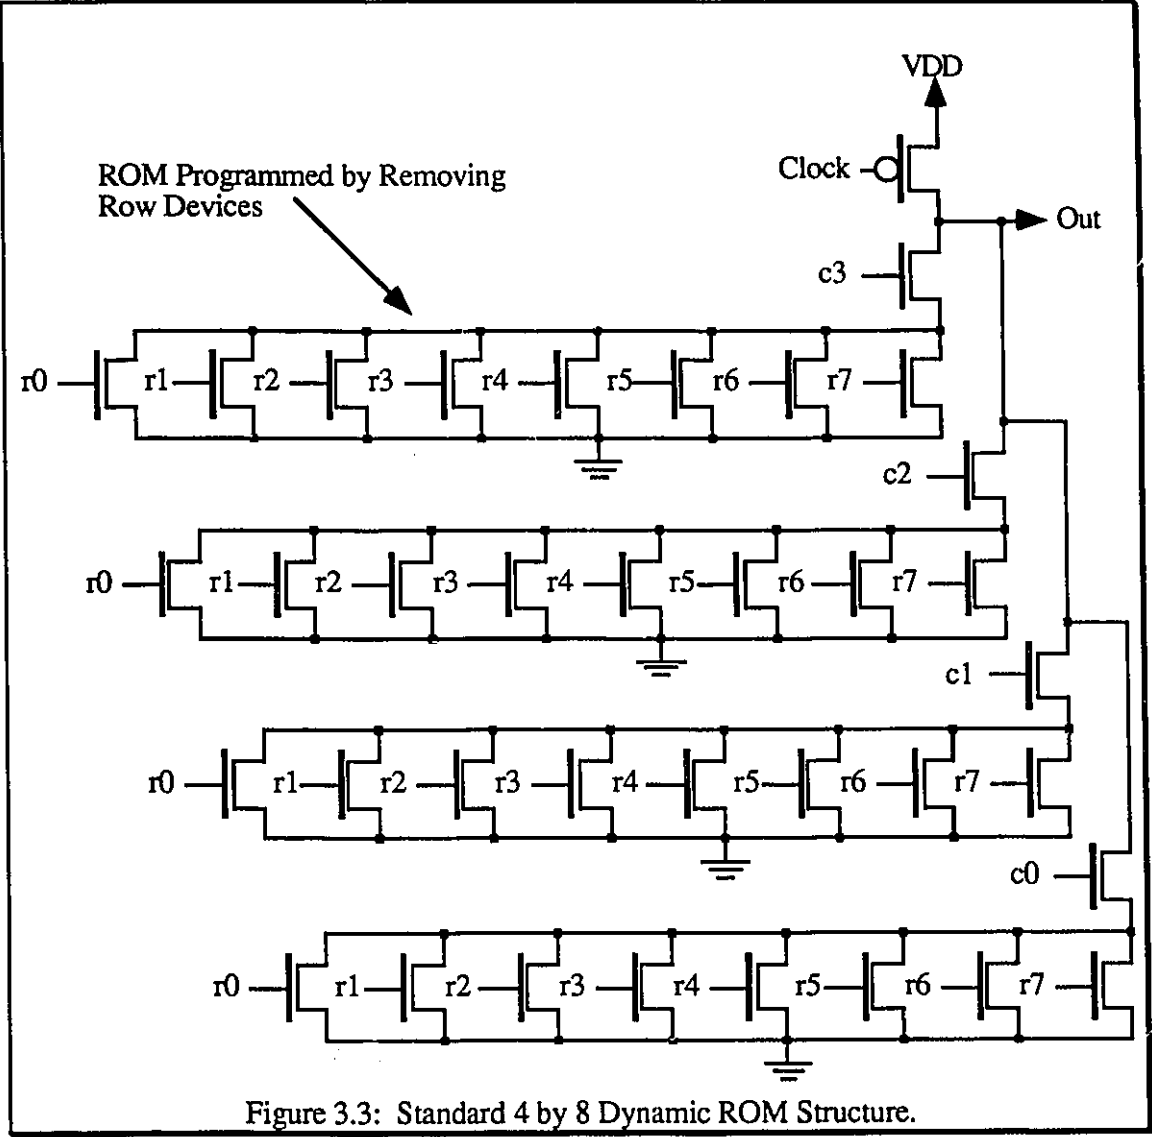 VDD
Clock
Out
ROM Programmed by Removing
Row Devices
c3
r0 r1 r2 r3 r4 r5 r6 r7
c2
r0 r1 r2 r3 r4 r5 r6 r7
c1
r0 r1 r2 r3 r4 r5 r6 r7
c0
r0 r1 r2 r3 r4 r5 r6 r7
Figure 3.3: Standard 4 by 8 Dynamic ROM Structure.